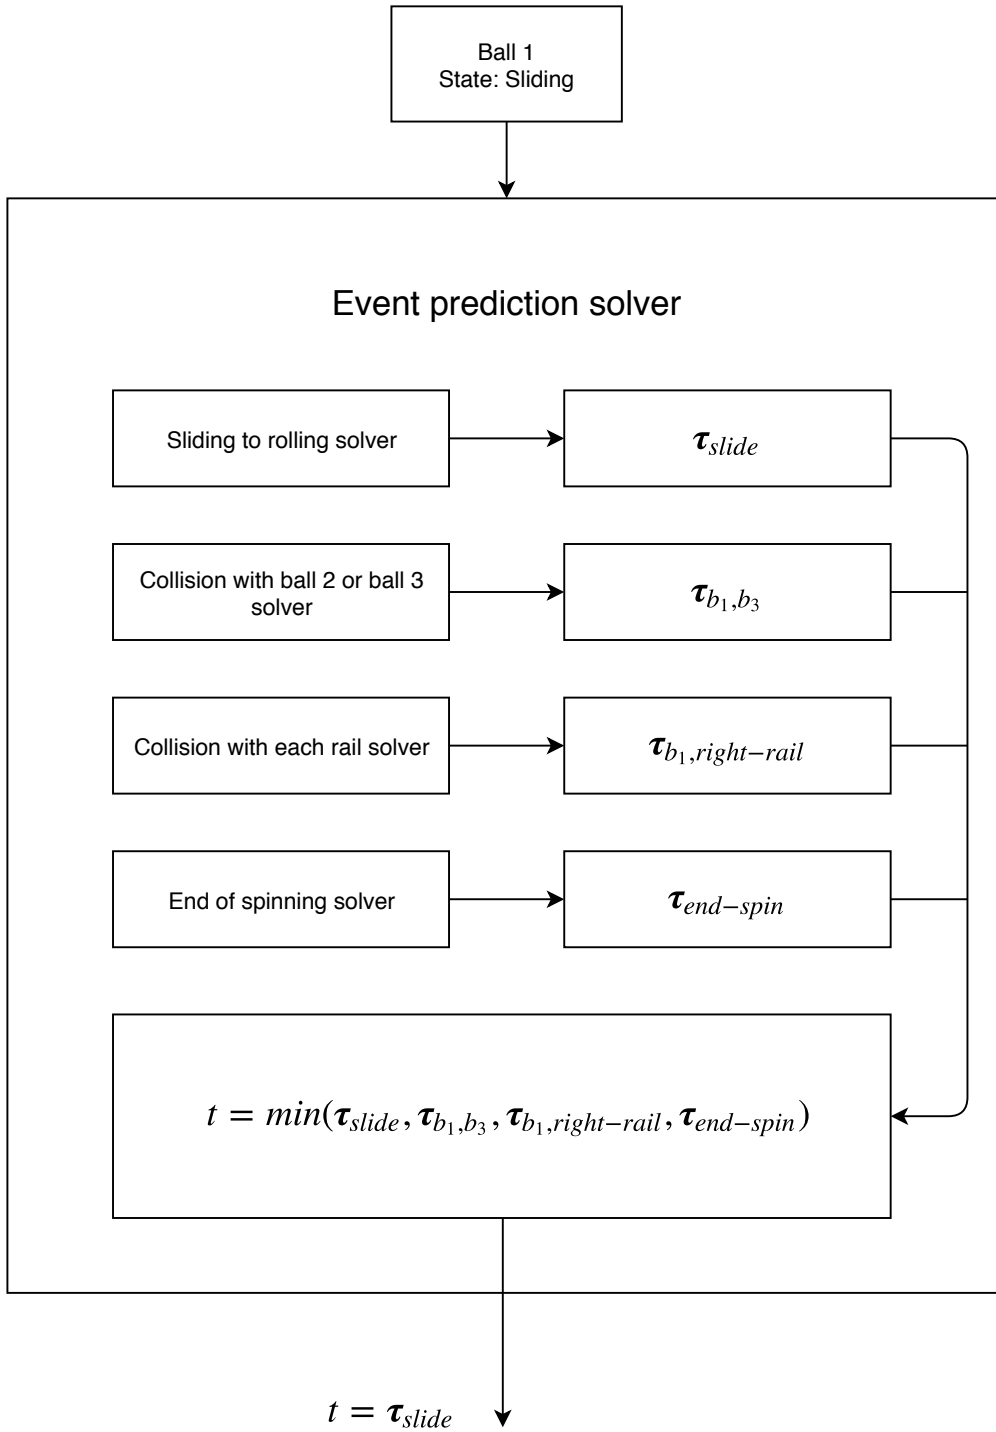 Ball 1
State: Sliding
Event prediction solver
Sliding to rolling solver
τ_slide
Collision with ball 2 or ball 3
solver
τ_{b₁,b₃}
Collision with each rail solver
τ_{b₁,right−rail}
End of spinning solver
τ_{end−spin}
t = min(τ_slide, τ_{b₁,b₃}, τ_{b₁,right−rail}, τ_{end−spin})
t = τ_slide